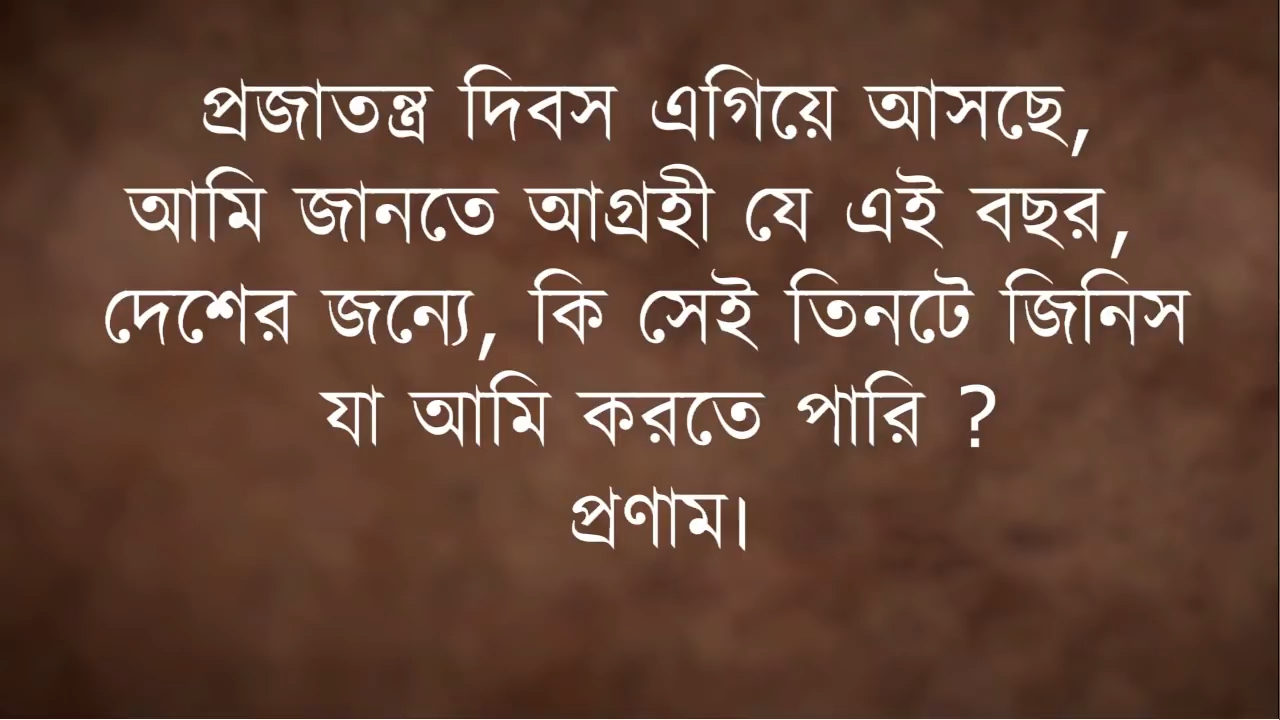 প্রজাতন্ত্র দিবস এগিয়ে আসছে,
আমি জানতে আগ্রহী যে এই বছর,
দেশের জন্যে, কি সেই তিনটে জিনিস
যা আমি করতে পারি ?
প্রণাম।